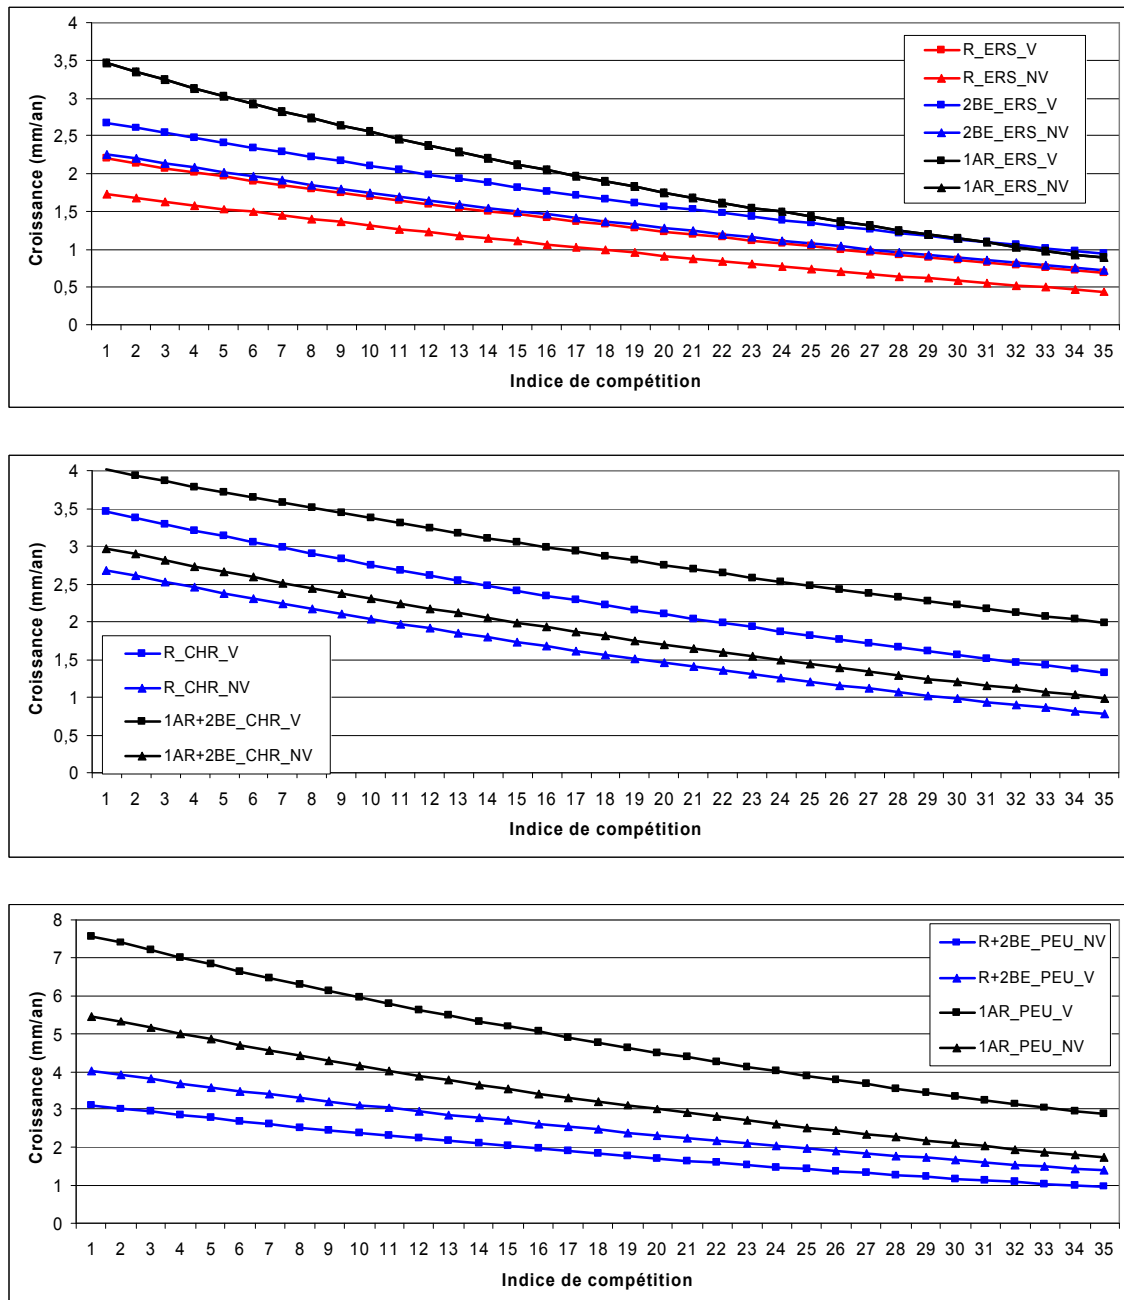 4
3,5
3
2,5
2
1,5
1
0,5
0
Croissance (mm/an)
R_ERS_V
R_ERS_NV
2BE_ERS_V
2BE_ERS_NV
1AR_ERS_V
1AR_ERS_NV
1 2 3 4 5 6 7 8 9 10 11 12 13 14 15 16 17 18 19 20 21 22 23 24 25 26 27 28 29 30 31 32 33 34 35
Indice de compétition
4
3,5
3
2,5
2
1,5
1
0,5
0
Croissance (mm/an)
R_CHR_V
R_CHR_NV
1AR+2BE_CHR_V
1AR+2BE_CHR_NV
1 2 3 4 5 6 7 8 9 10 11 12 13 14 15 16 17 18 19 20 21 22 23 24 25 26 27 28 29 30 31 32 33 34 35
Indice de compétition
8
7
6
5
4
3
2
1
0
Croissance (mm/an)
R+2BE_PEU_NV
R+2BE_PEU_V
1AR_PEU_V
1AR_PEU_NV
1 2 3 4 5 6 7 8 9 10 11 12 13 14 15 16 17 18 19 20 21 22 23 24 25 26 27 28 29 30 31 32 33 34 35
Indice de compétition